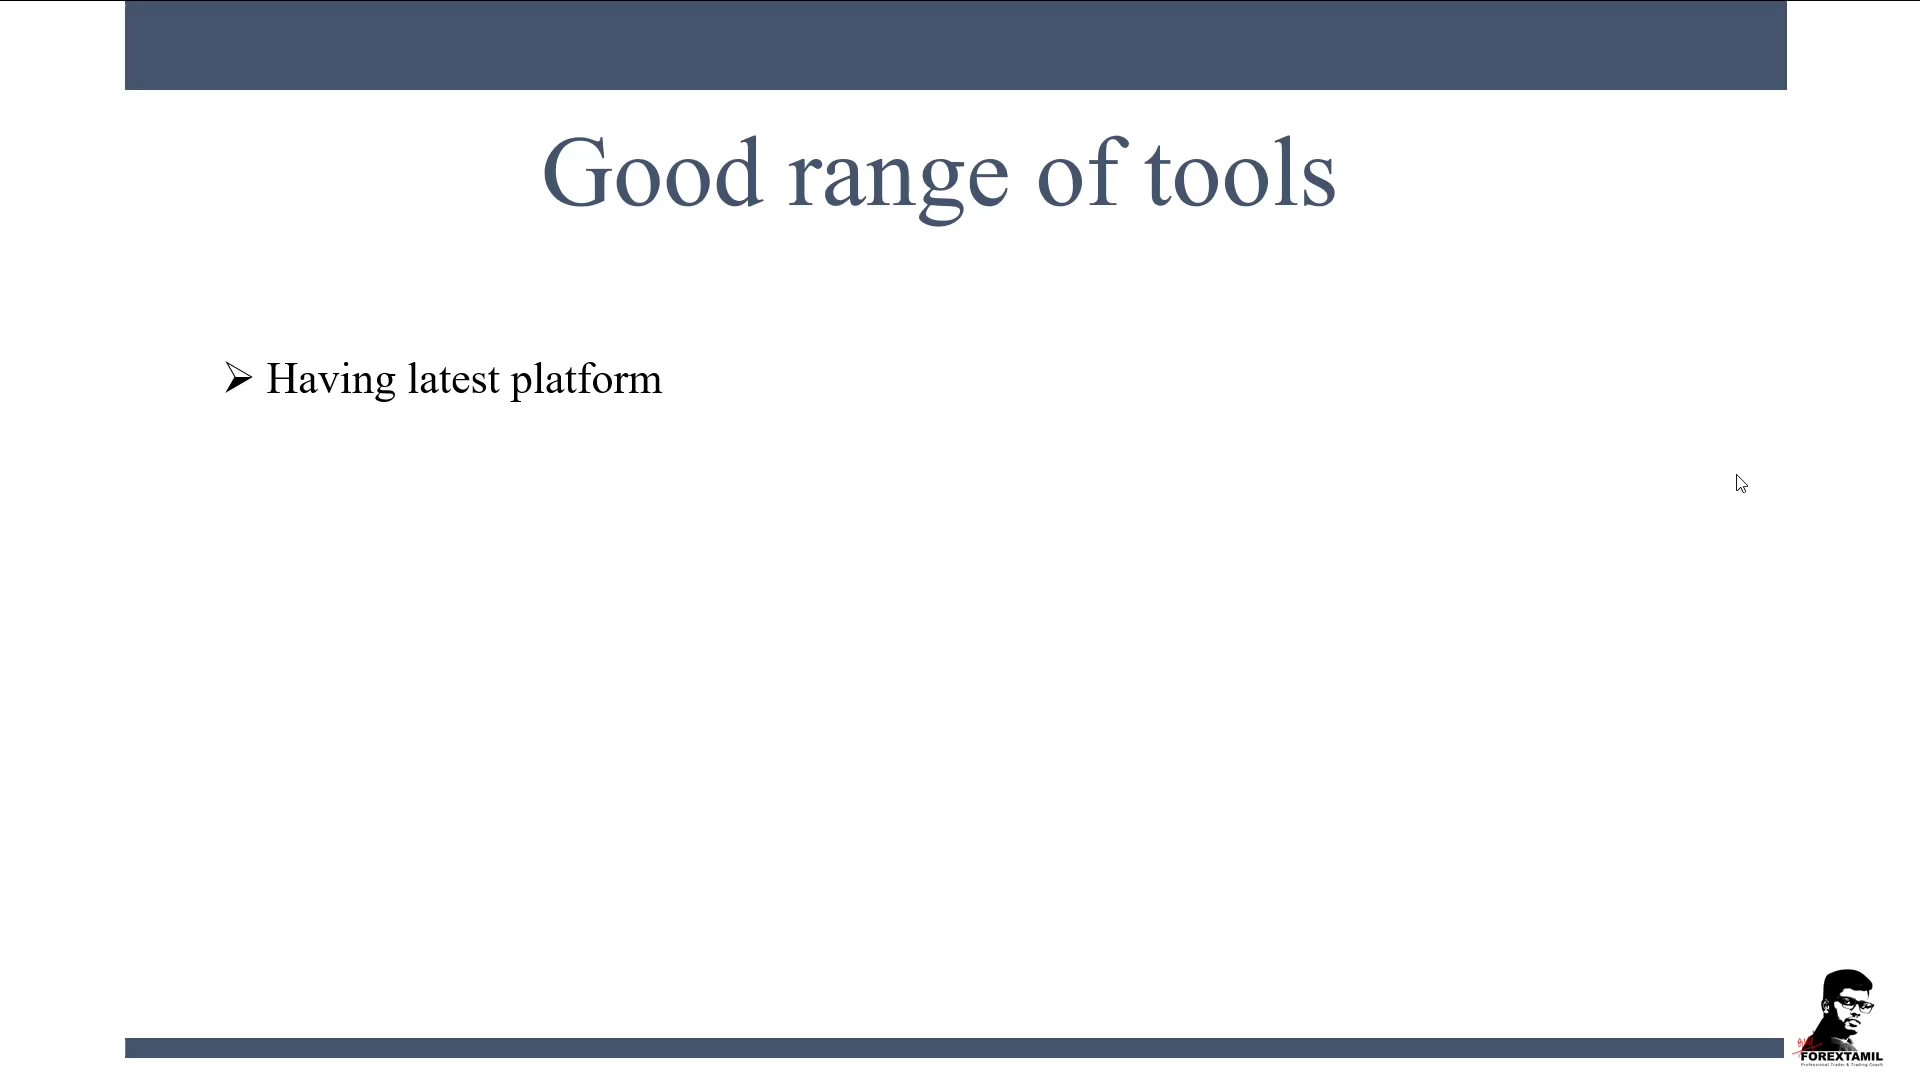 Good range of tools
➢ Having latest platform
FOREXTAMIL
Professional Trader & Trading Coach